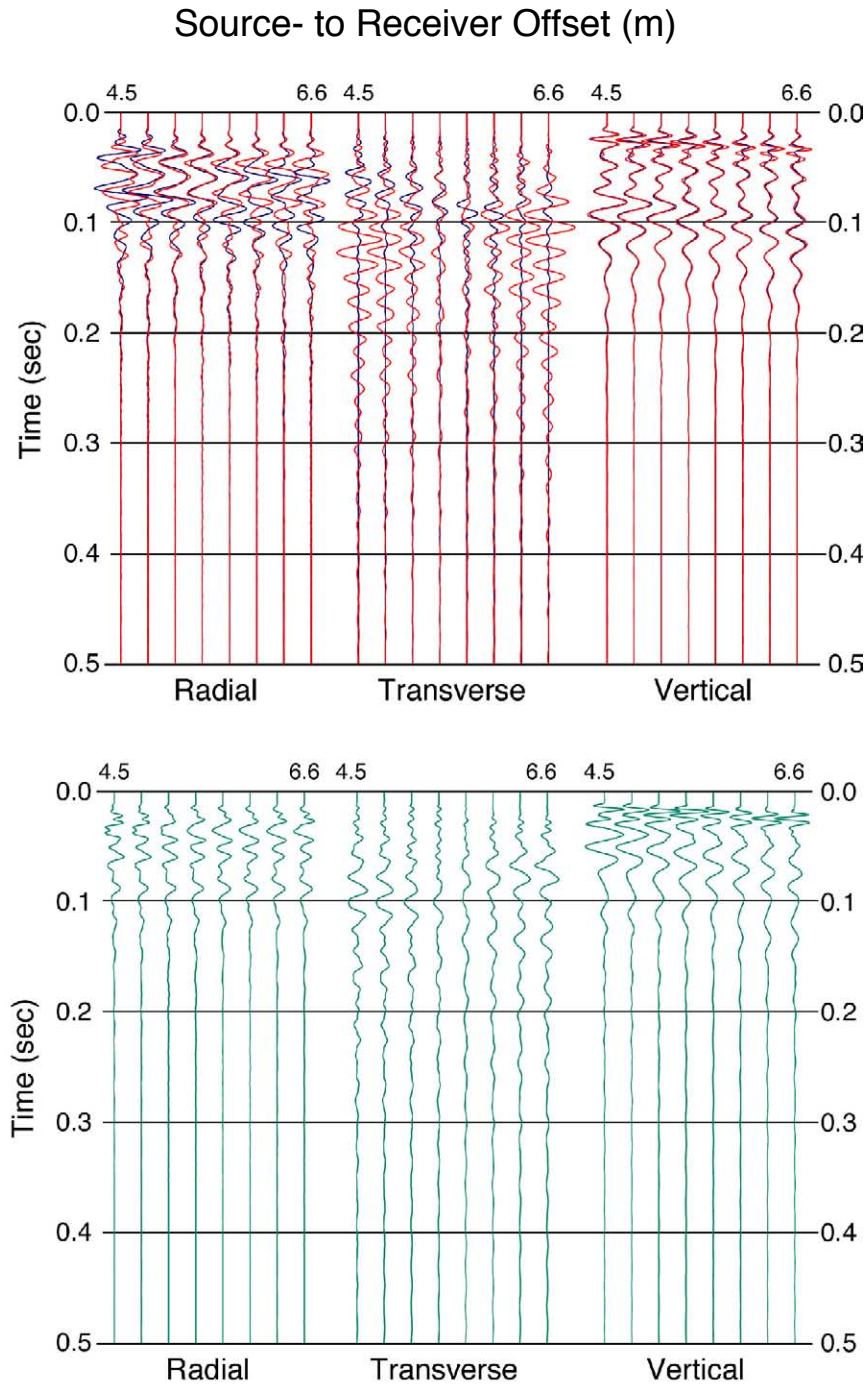 Source- to Receiver Offset (m)
4.5 6.6 4.5 6.6 4.5 6.6
0.0 0.0
0.1 0.1
0.2 0.2
Time (sec)
0.3 0.3
0.4 0.4
0.5 0.5
Radial Transverse Vertical
4.5 6.6 4.5 6.6 4.5 6.6
0.0 0.0
0.1 0.1
0.2 0.2
Time (sec)
0.3 0.3
0.4 0.4
0.5 0.5
Radial Transverse Vertical